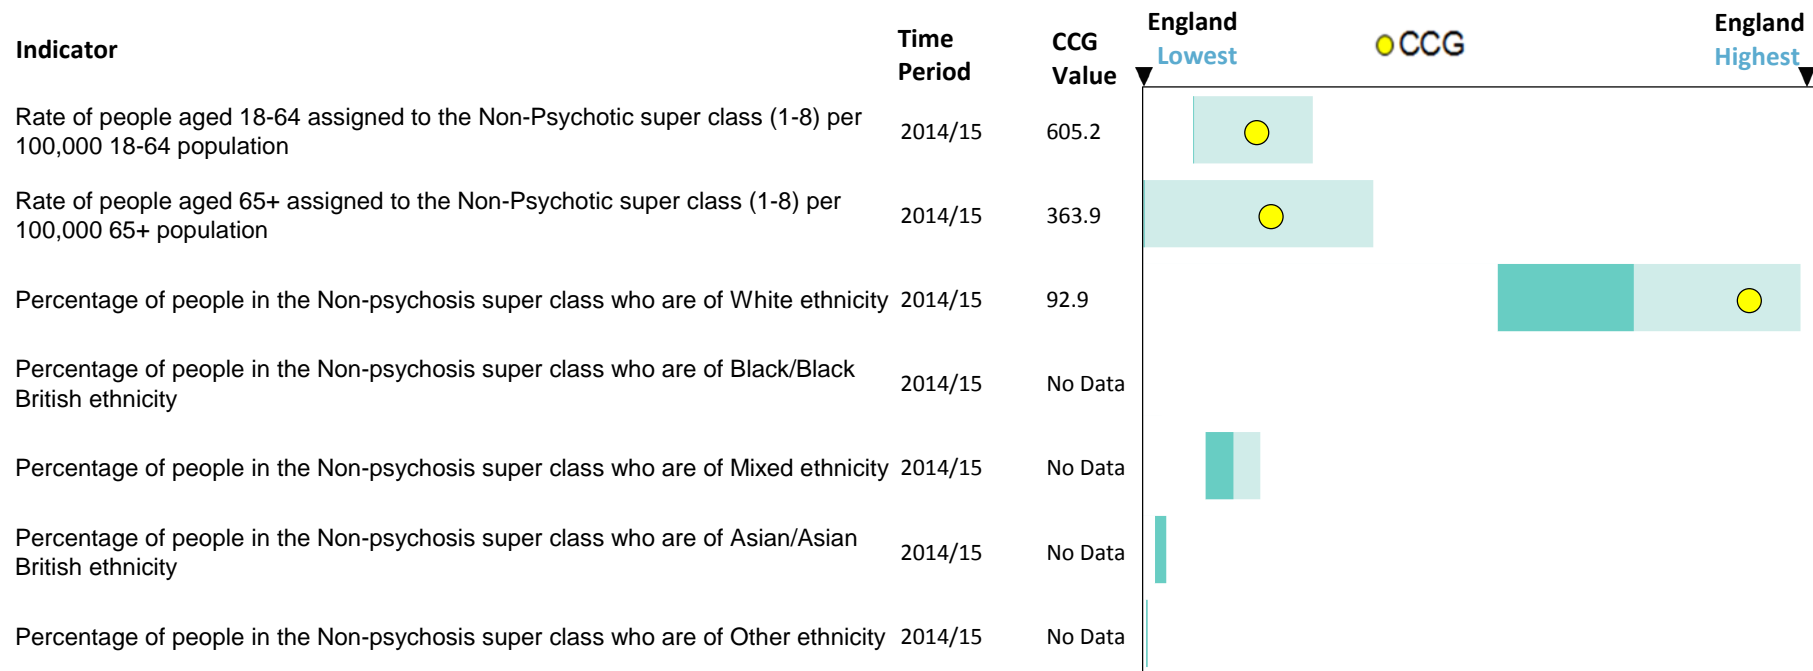 Indicator
Time Period
CCG Value
England Lowest
CCG
England Highest
Rate of people aged 18-64 assigned to the Non-Psychotic super class (1-8) per
100,000 18-64 population
2014/15
605.2
Rate of people aged 65+ assigned to the Non-Psychotic super class (1-8) per
100,000 65+ population
2014/15
363.9
Percentage of people in the Non-psychosis super class who are of White ethnicity
2014/15
92.9
Percentage of people in the Non-psychosis super class who are of Black/Black
British ethnicity
2014/15
No Data
Percentage of people in the Non-psychosis super class who are of Mixed ethnicity
2014/15
No Data
Percentage of people in the Non-psychosis super class who are of Asian/Asian
British ethnicity
2014/15
No Data
Percentage of people in the Non-psychosis super class who are of Other ethnicity
2014/15
No Data